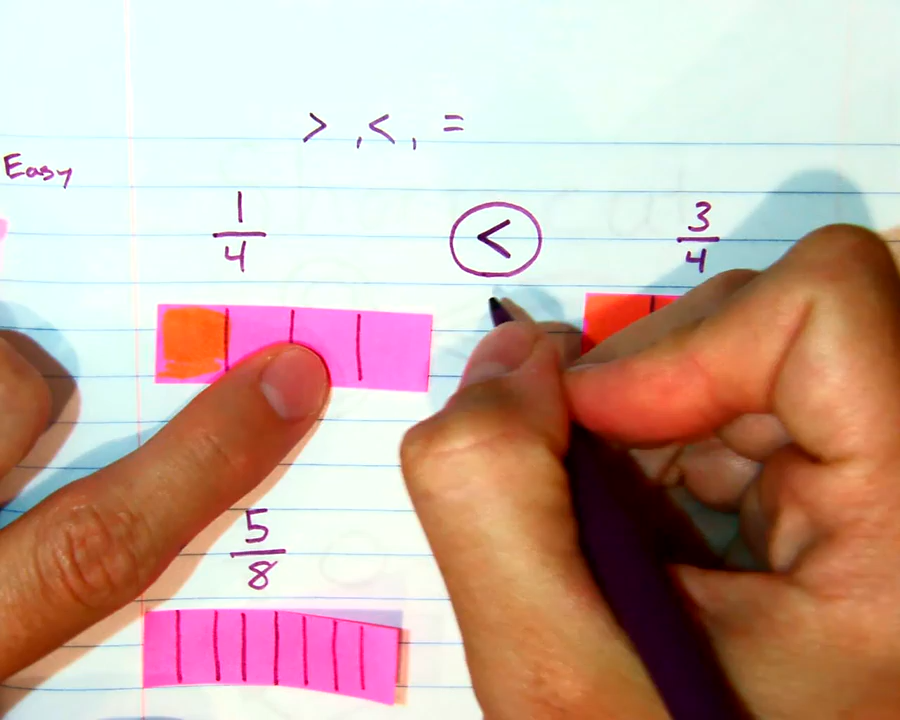 > , < , =
Easy
1/4 < 3/4
5/8